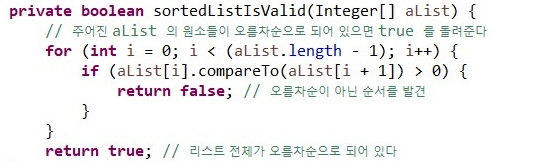 private boolean sortedListIsValid(Integer[] aList) {
// 주어진 aList 의 원소들이 오름차순으로 되어 있으면 true 를 돌려준다
for (int i = 0; i < (aList.length - 1); i++) {
if (aList[i].compareTo(aList[i + 1]) > 0) {
return false; // 오름차순이 아닌 순서를 발견
}
}
return true; // 리스트 전체가 오름차순으로 되어 있다